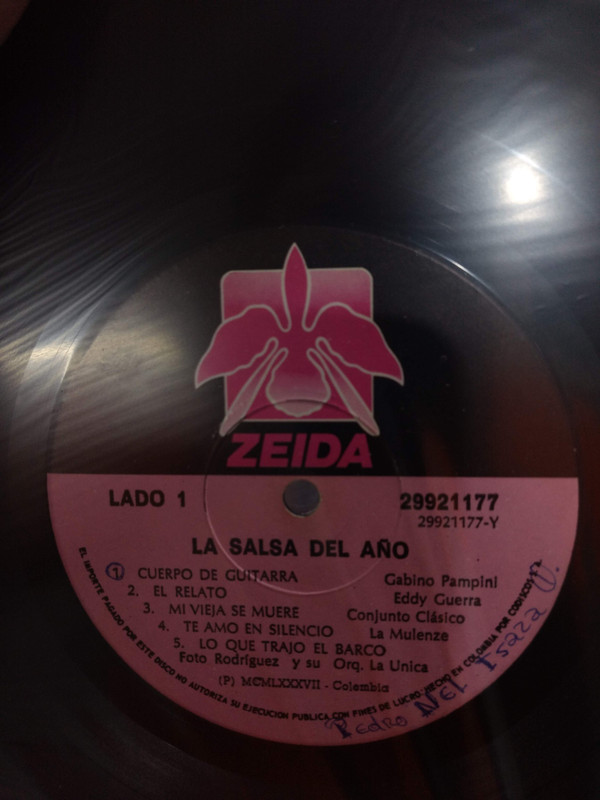 ZEIDA
LADO 1
29921177
29921177-Y
LA SALSA DEL AÑO
1. CUERPO DE GUITARRA Gabino Pampini
2. EL RELATO Eddy Guerra
3. MI VIEJA SE MUERE Conjunto Clásico
4. TE AMO EN SILENCIO La Mulenze
5. LO QUE TRAJO EL BARCO
Foto Rodríguez y su Orq. La Unica
(P) MCMLXXXVII - Colombia
EL IMPORTE PAGADO POR ESTE DISCO NO AUTORIZA SU EJECUCION PUBLICA CON FINES DE LUCRO. HECHO EN COLOMBIA POR CODISCOS
Pedro Nel Isaza V.